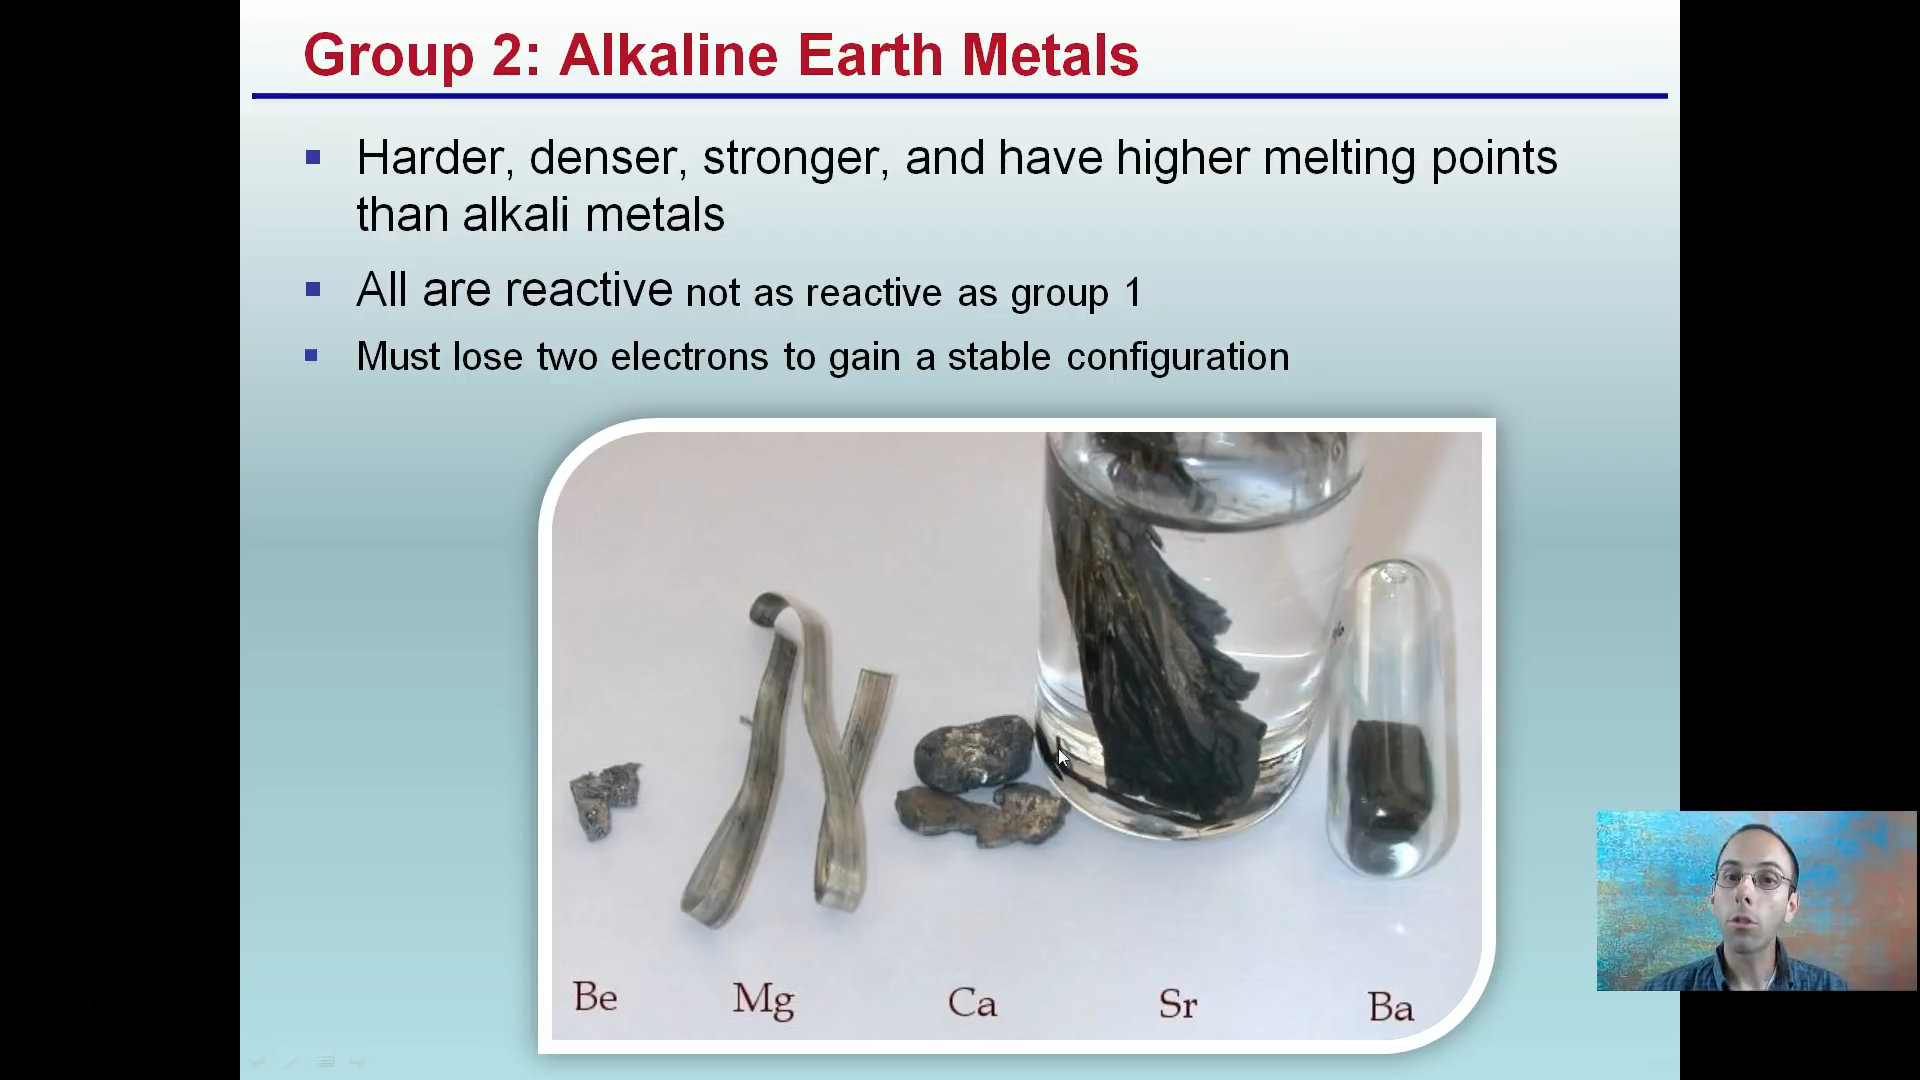 Group 2: Alkaline Earth Metals
Harder, denser, stronger, and have higher melting points
than alkali metals
All are reactive not as reactive as group 1
Must lose two electrons to gain a stable configuration
Be Mg Ca Sr Ba